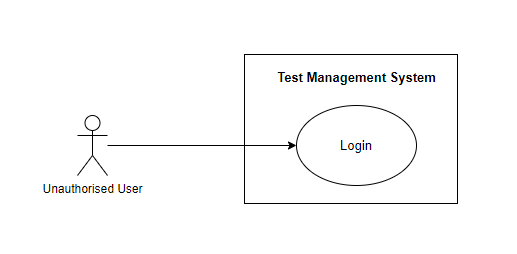 Test Management System
Login
Unauthorised User